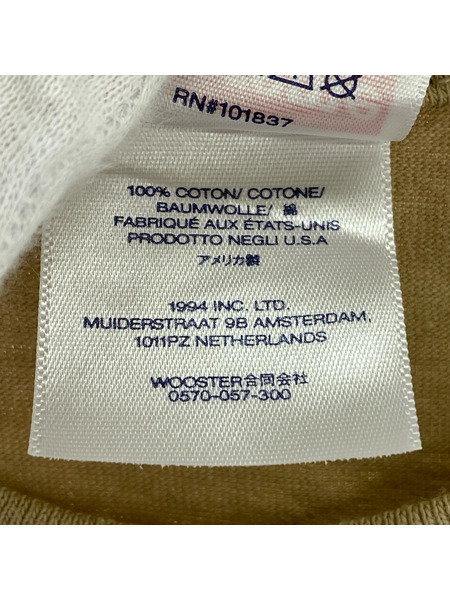 RN#101837
100% COTON/ COTONE/
BAUMWOLLE/ 綿
FABRIQUÉ AUX ÉTATS-UNIS
PRODOTTO NEGLI U.S.A
アメリカ製
1994 INC. LTD.
MUIDERSTRAAT 9B AMSTERDAM,
1011PZ NETHERLANDS
WOOSTER合同会社
0570-057-300